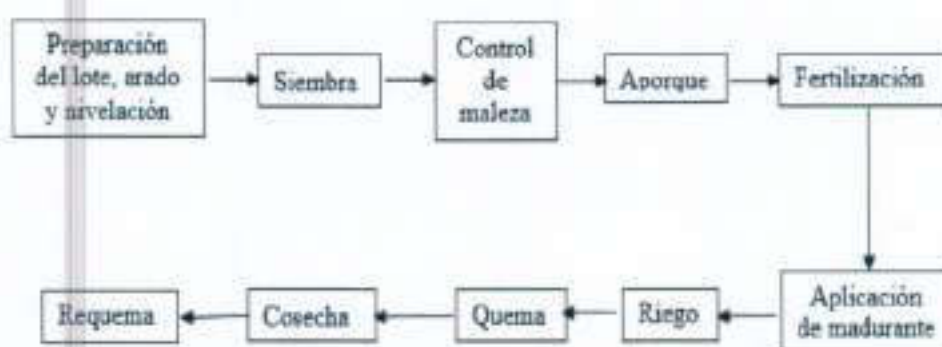 Preparación
del lote, arado
y nivelación
Siembra
Control
de
maleza
Aporque
Fertilización
Aplicación
de madurante
Riego
Quema
Cosecha
Requema